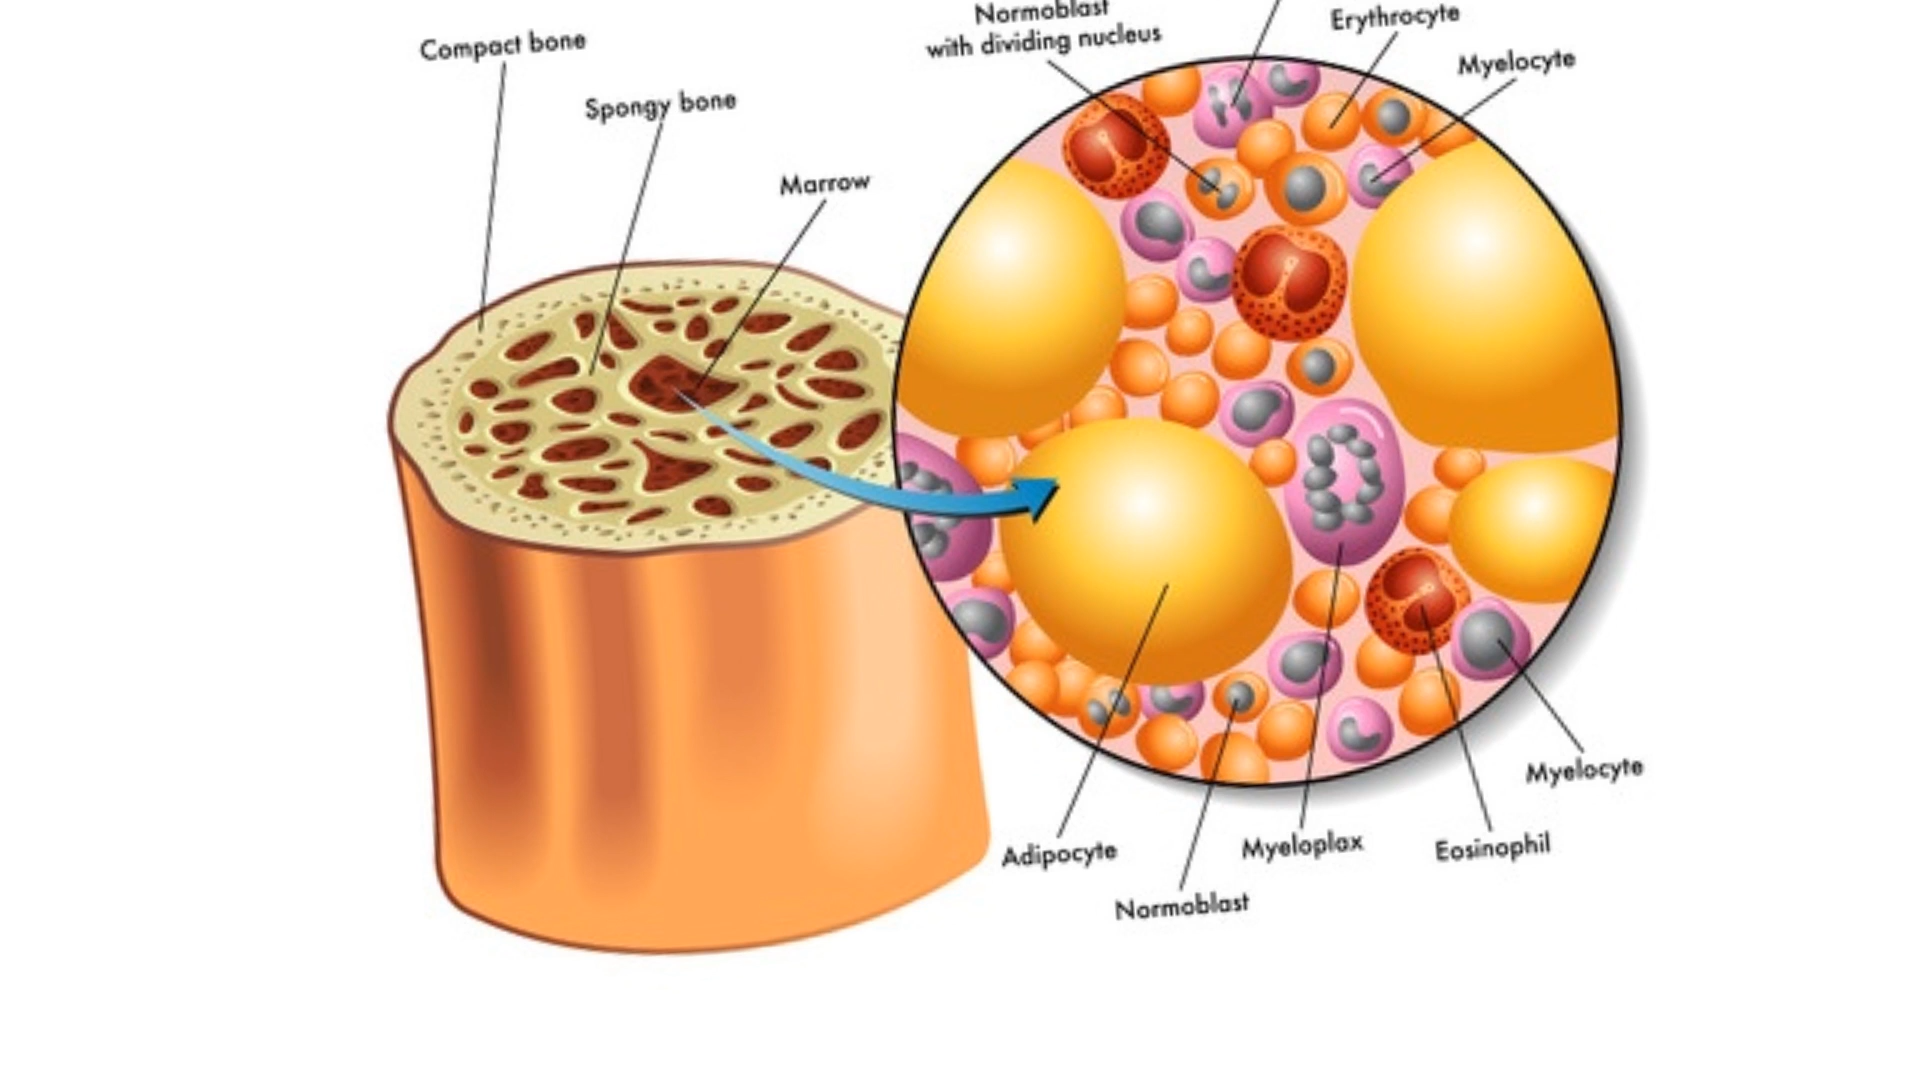 Compact bone
Spongy bone
Marrow
Normoblast
with dividing nucleus
Erythrocyte
Myelocyte
Myelocyte
Adipocyte
Myeloplax
Eosinophil
Normoblast